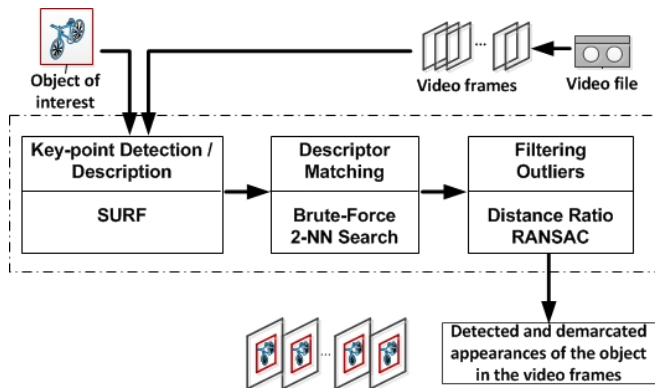 Object of
interest
...
Video frames
Video file
Key-point Detection /
Description
SURF
Descriptor
Matching
Brute-Force
2-NN Search
Filtering
Outliers
Distance Ratio
RANSAC
...
Detected and demarcated
appearances of the object
in the video frames